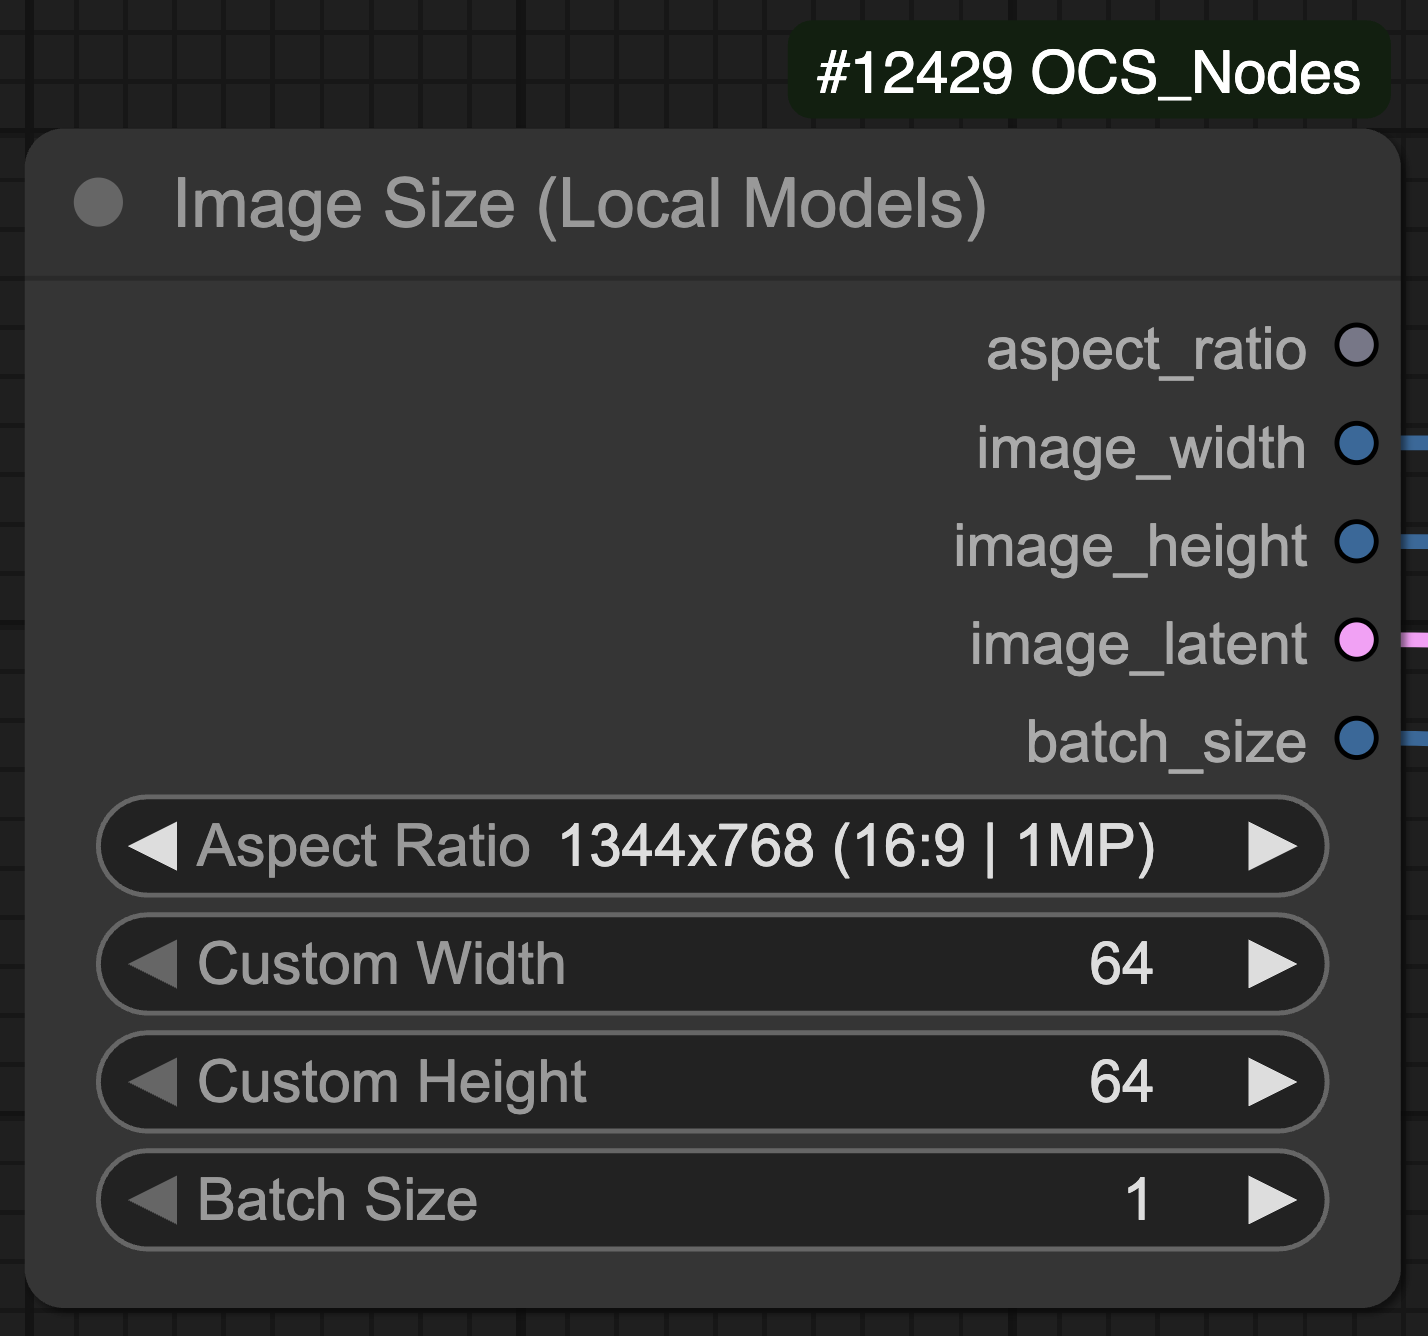 #12429 OCS_Nodes
Image Size (Local Models)
aspect_ratio
image_width
image_height
image_latent
batch_size
Aspect Ratio 1344x768 (16:9 | 1MP)
Custom Width 64
Custom Height 64
Batch Size 1